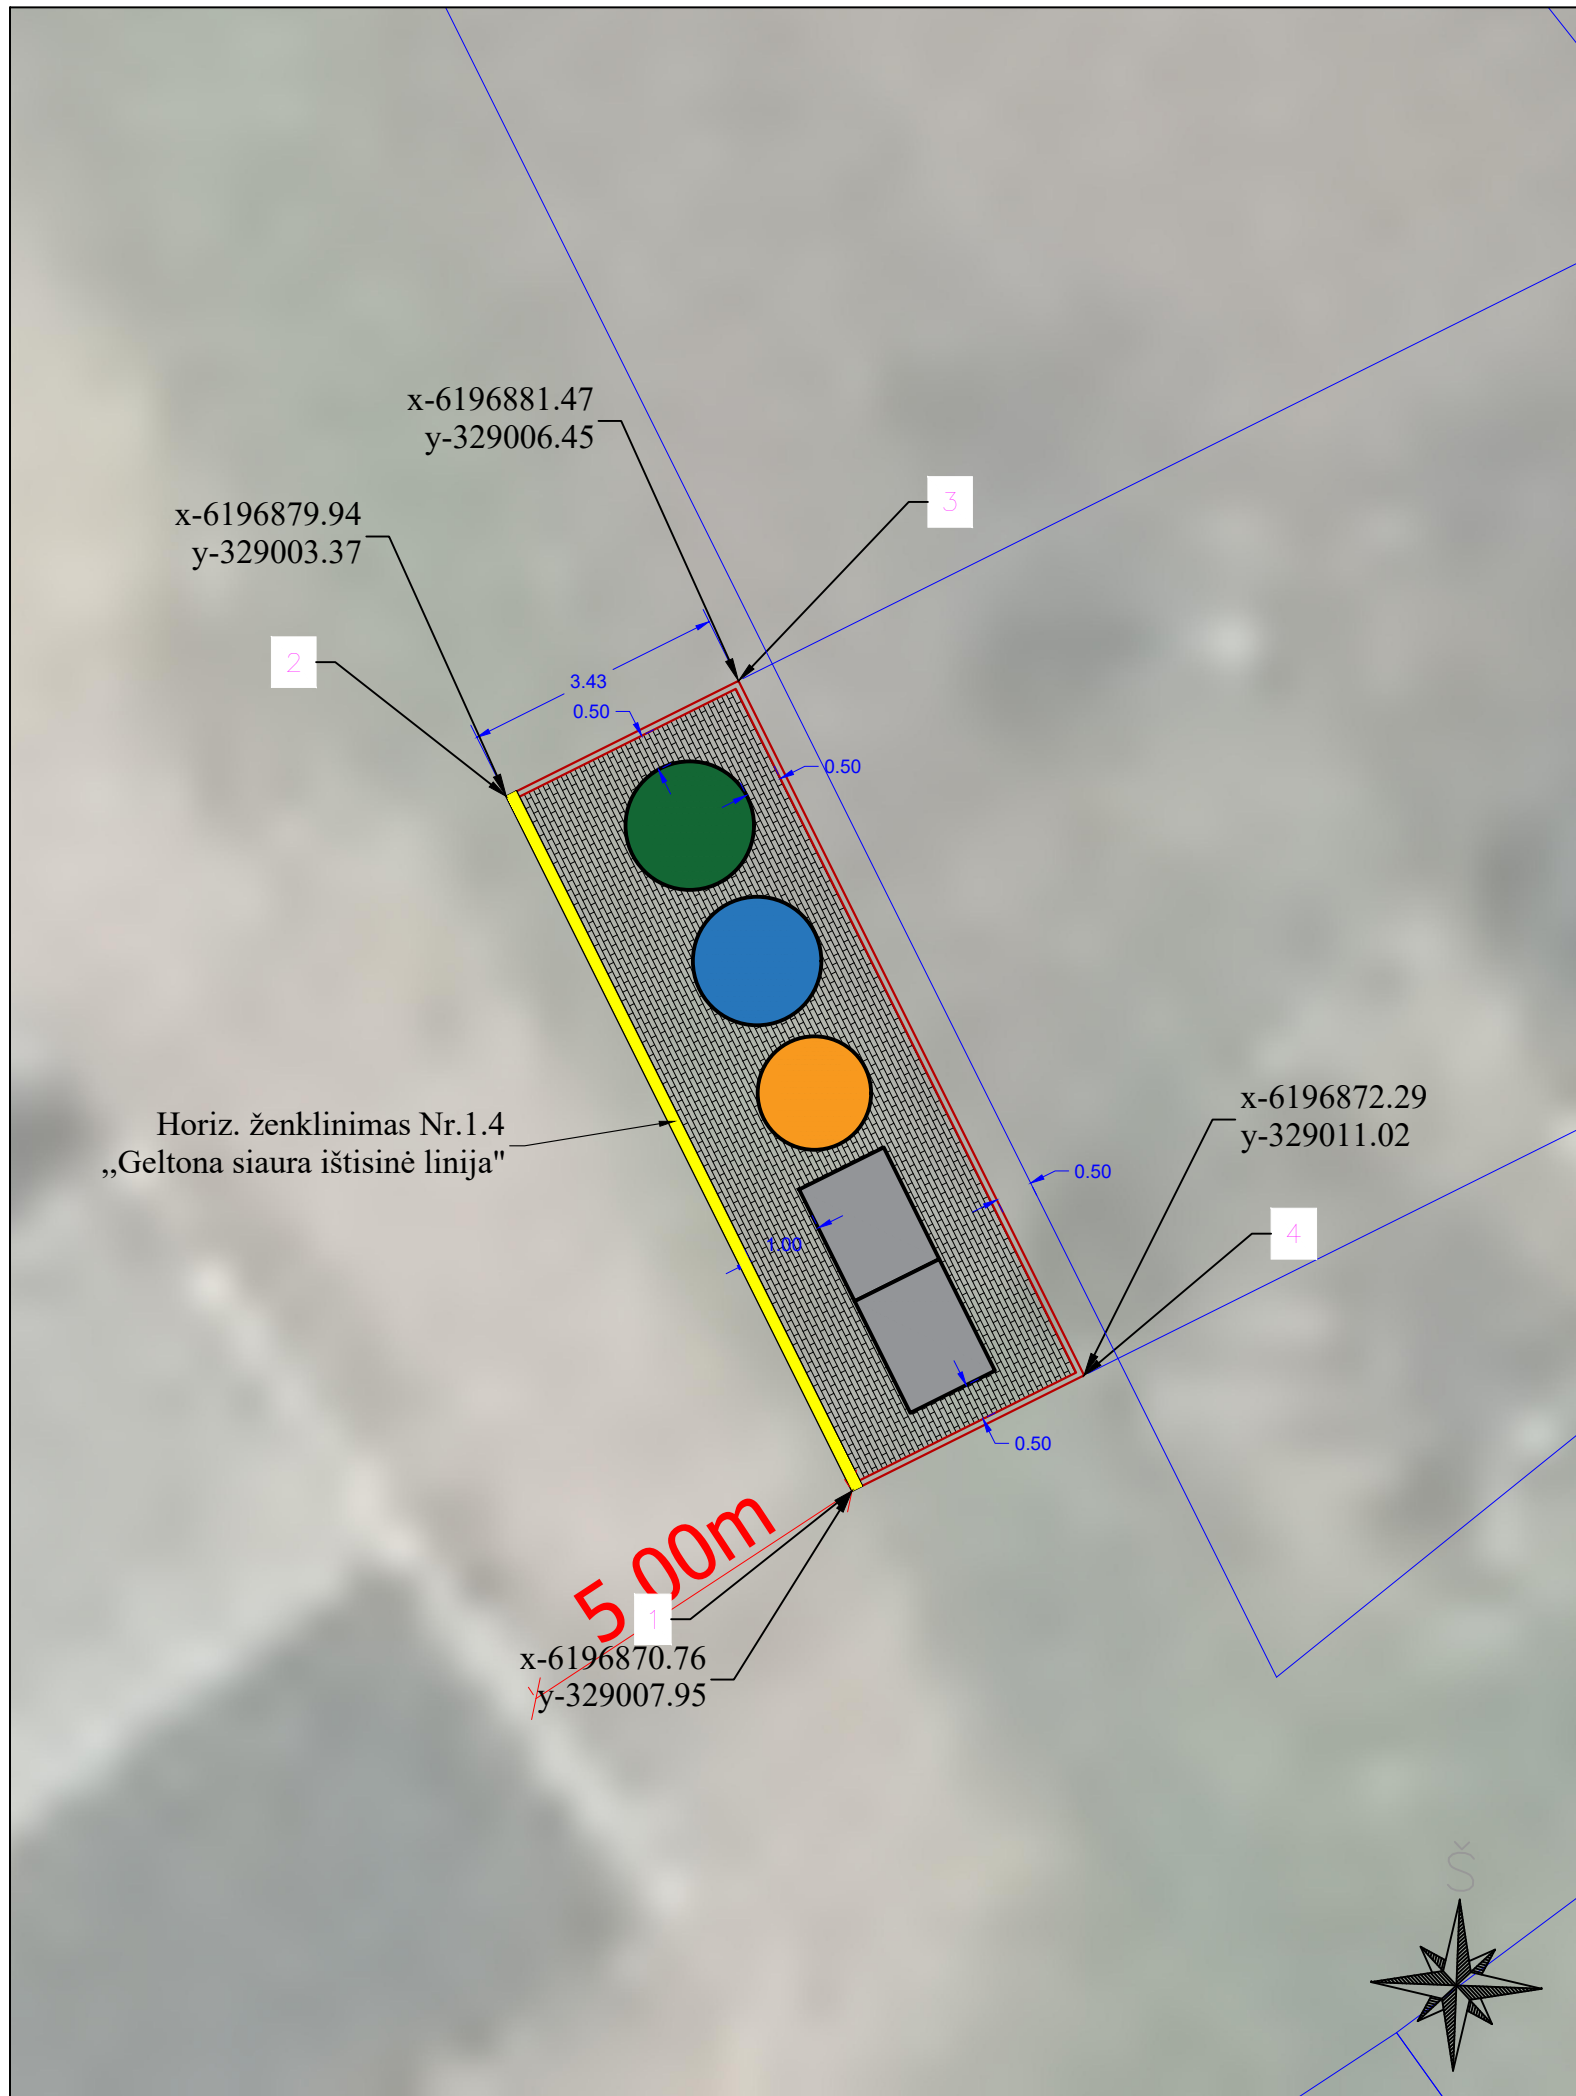 x-6196881.47
y-329006.45
3
x-6196879.94
y-329003.37
2
3.43
0.50
0.50
Horiz. ženklinimas Nr.1.4
„Geltona siaura ištisinė linija"
x-6196872.29
y-329011.02
0.50
4
1.00
0.50
5.00m
1
x-6196870.76
y-329007.95
Š